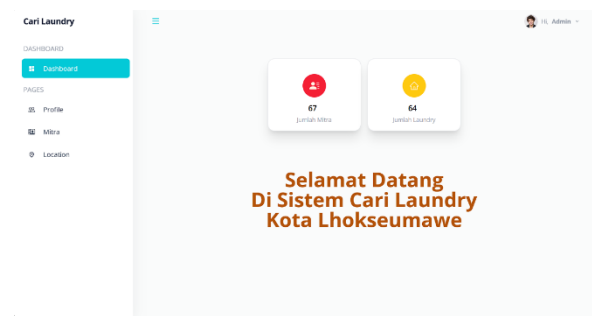 Cari Laundry
Hi, Admin
DASHBOARD
Dashboard
PAGES
Profile
Mitra
Location
67
Jumlah Mitra
64
Jumlah Laundry
Selamat Datang
Di Sistem Cari Laundry
Kota Lhokseumawe